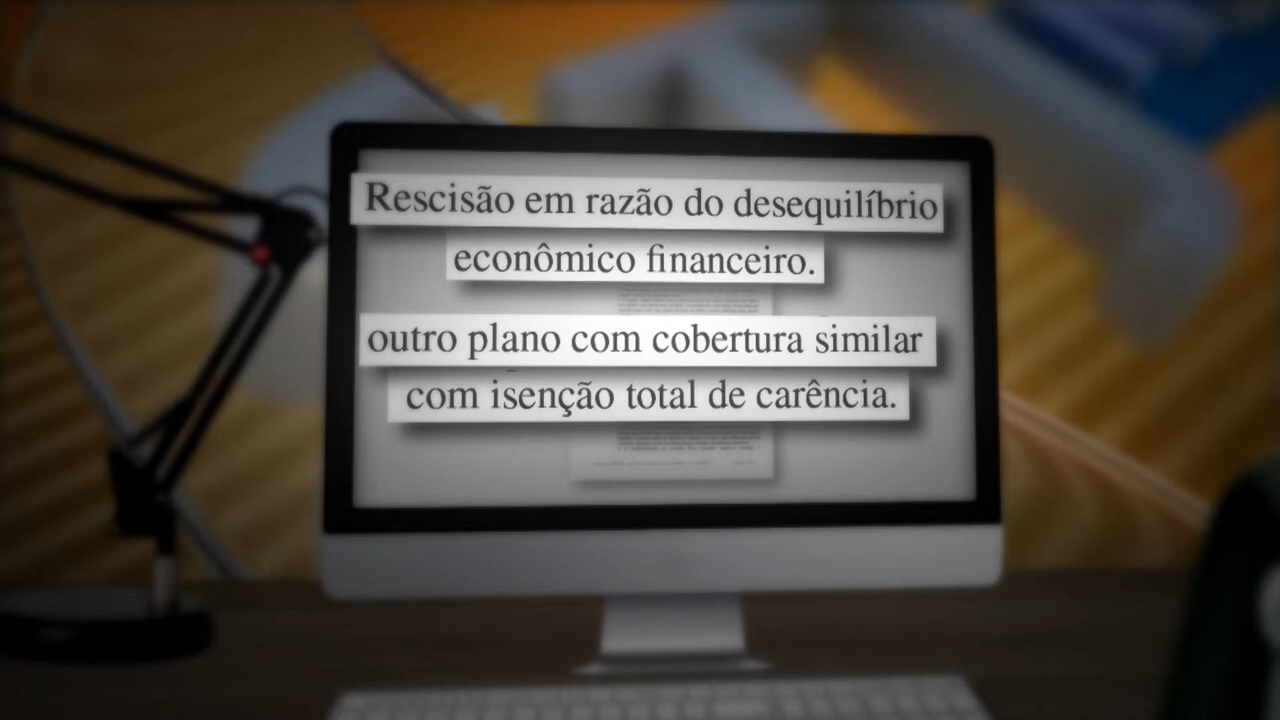 Rescisão em razão do desequilíbrio
econômico financeiro.
outro plano com cobertura similar
com isenção total de carência.